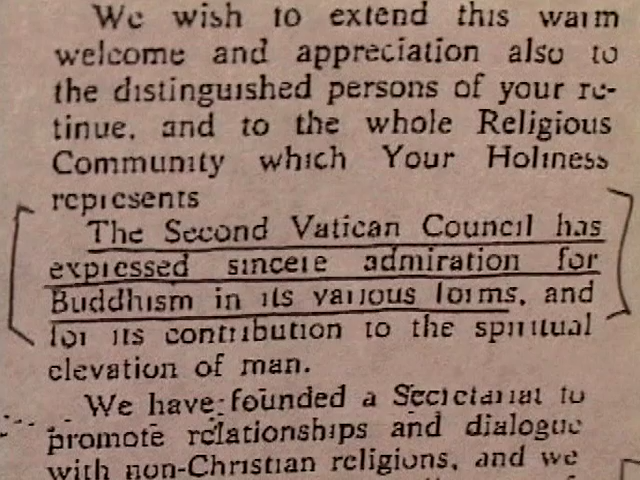 We wish to extend this warm
welcome and appreciation also to
the distinguished persons of your re-
tinue, and to the whole Religious
Community which Your Holiness
represents
The Second Vatican Council has
expressed sincere admiration for
Buddhism in its various forms, and
for its contribution to the spiritual
elevation of man.
We have founded a Secretariat to
promote relationships and dialogue
with non-Christian religions, and we